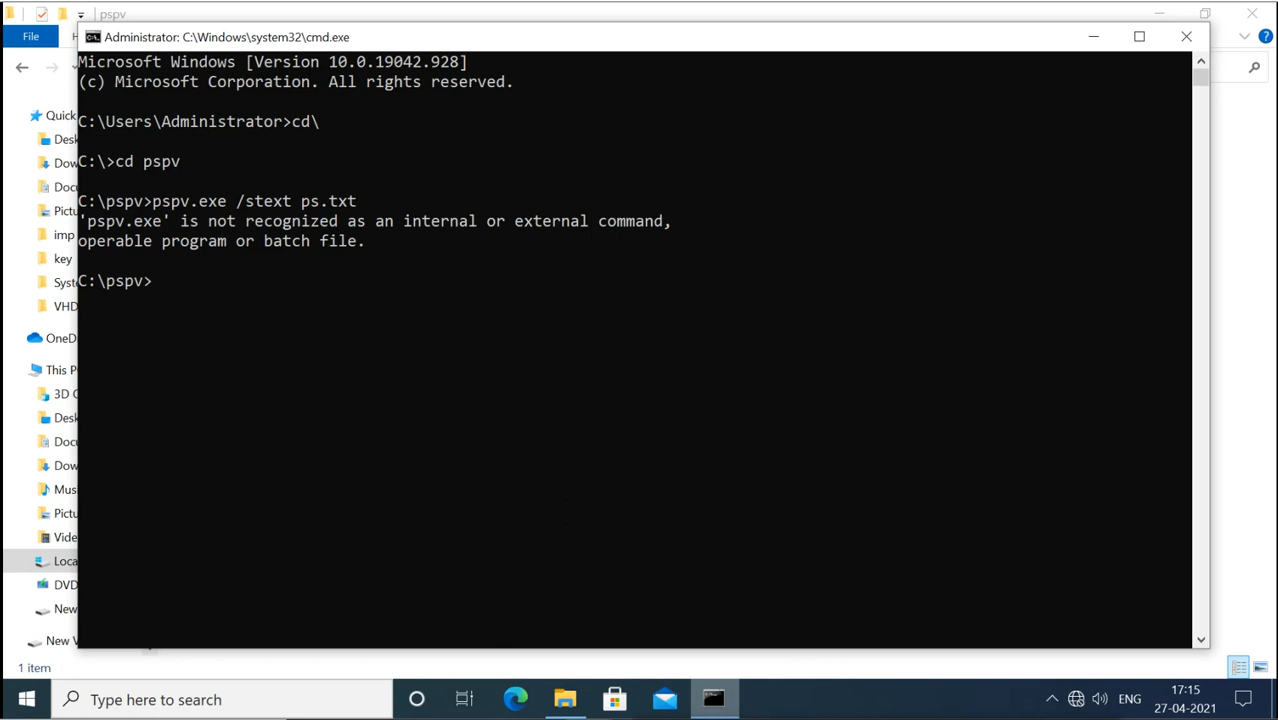 pspv
File
Administrator: C:\Windows\system32\cmd.exe
Microsoft Windows [Version 10.0.19042.928]
(c) Microsoft Corporation. All rights reserved.
C:\Users\Administrator>cd\
C:\>cd pspv
C:\pspv>pspv.exe /stext ps.txt
'pspv.exe' is not recognized as an internal or external command,
operable program or batch file.
C:\pspv>
Quick
Desk
Dow
Docu
Pictu
imp
key
Syst
VHD
OneD
This P
3D O
Desk
Docu
Dow
Mus
Pictu
Vide
Loca
DVD
New
New V
1 item
Type here to search
ENG
17:15
27-04-2021